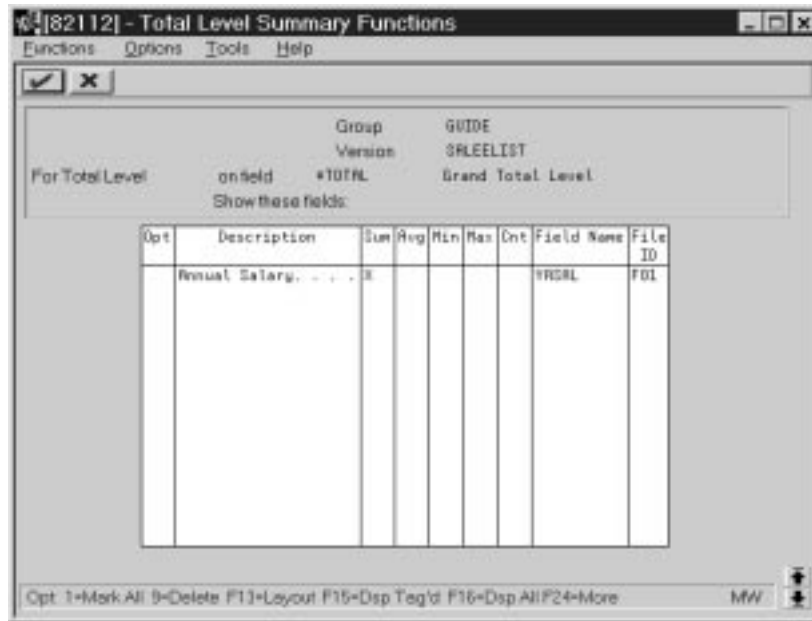 [82112] - Total Level Summary Functions
Functions Options Tools Help
Group GUIDE
Version SALEELIST
For Total Level on field *TOTAL Grand Total Level
Show these fields:
Opt Description Sum Avg Min Max Cnt Field Name File ID
Annual Salary. . . . X YRSAL F01
Opt 1=Mark All 9=Delete F13=Layout F15=Dsp Tag'd F16=Dsp All F24=More MW